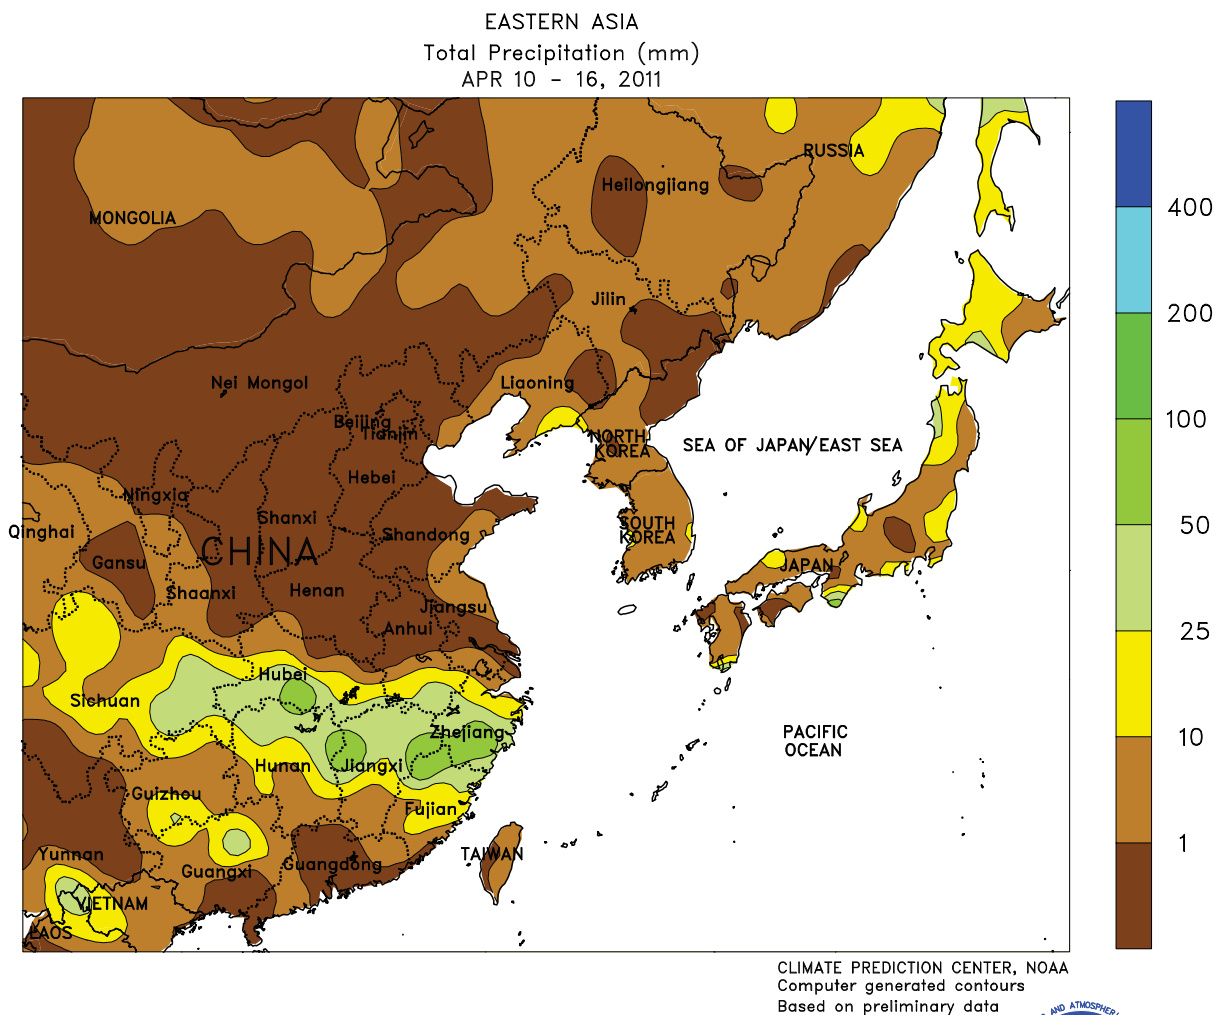 EASTERN ASIA
Total Precipitation (mm)
APR 10 - 16, 2011
RUSSIA
Heilongjiang
MONGOLIA
400
Jilin
200
Nei Mongol
Liaoning
Beijing
Tianjin
100
NORTH
KOREA
SEA OF JAPAN/EAST SEA
Hebei
Ningxia
Shanxi
50
Qinghai
SOUTH
KOREA
Shandong
CHINA
Gansu
JAPAN
Shaanxi
Henan
Jiangsu
Anhui
25
Hubei
Sichuan
Zhejiang
PACIFIC
OCEAN
10
Hunan
Jiangxi
Guizhou
Fujian
1
Yunnan
TAIWAN
Guangxi
Guangdong
VIETNAM
LAOS
CLIMATE PREDICTION CENTER, NOAA
Computer generated contours
Based on preliminary data
AND ATMOSPHERI